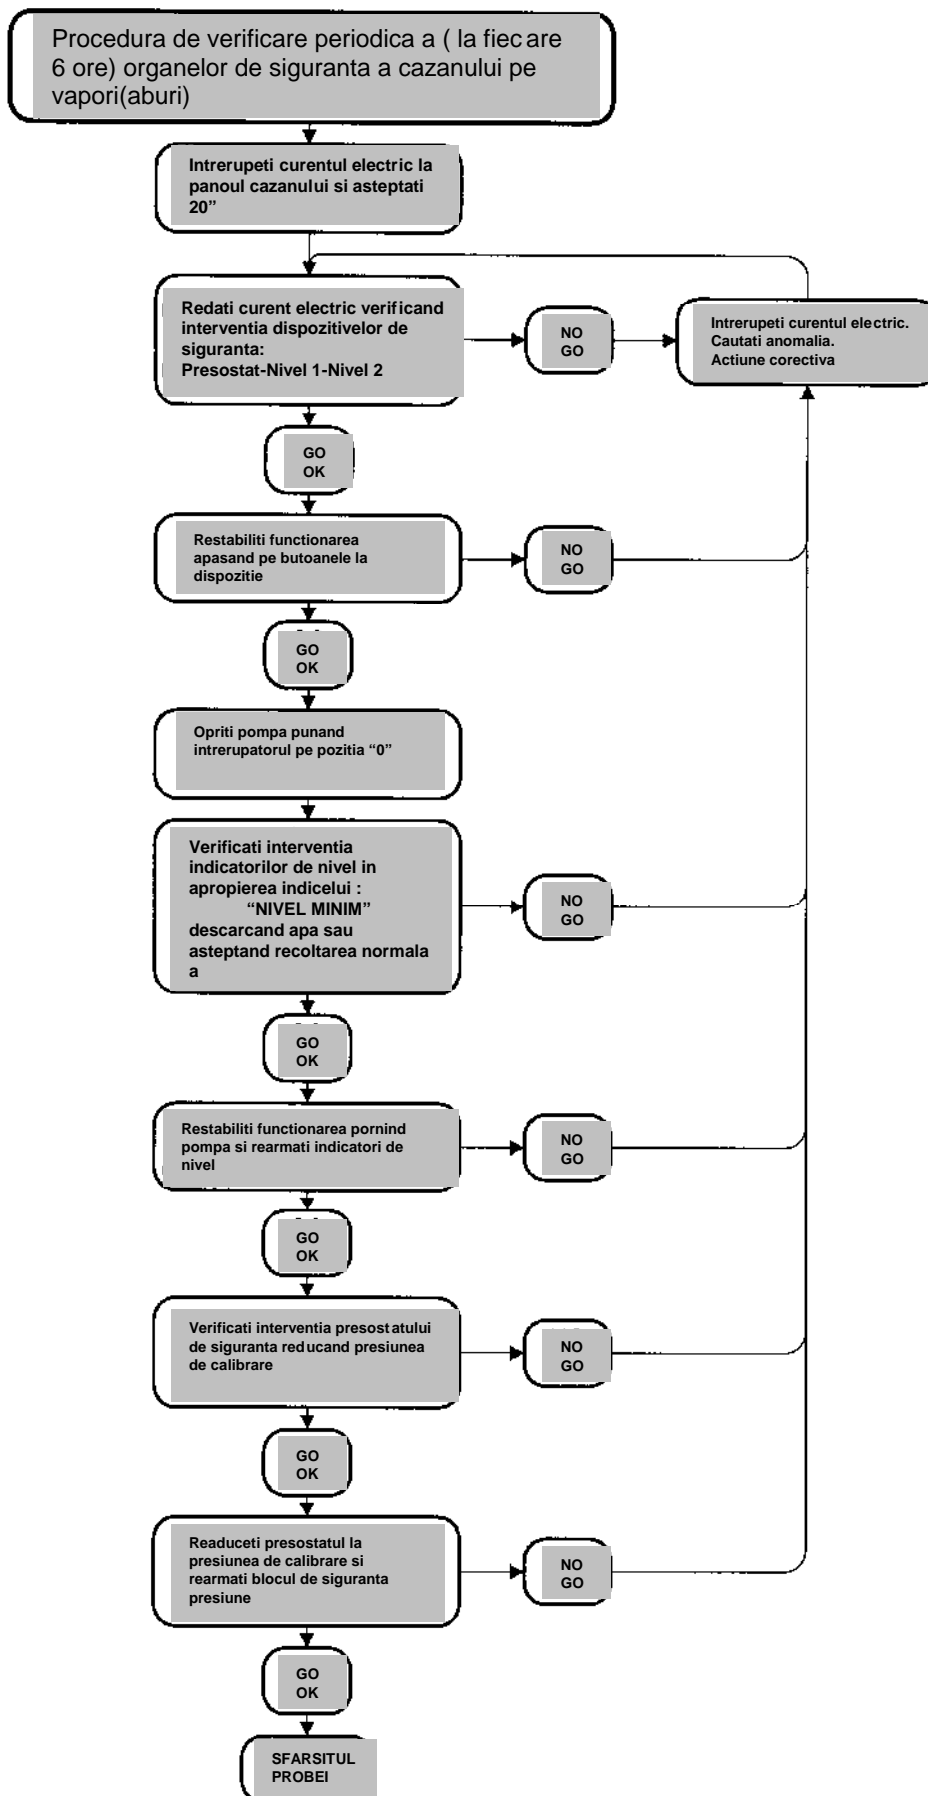 Procedura de verificare periodica a ( la fiecare
6 ore) organelor de siguranta a cazanului pe
vapori(aburi)
Intrerupeti curentul electric la
panoul cazanului si asteptati
20”
Redati curent electric verificand
interventia dispozitivelor de
siguranta:
Presostat-Nivel 1-Nivel 2
NO
GO
Intrerupeti curentul electric.
Cautati anomalia.
Actiune corectiva
GO
OK
Restabiliti functionarea
apasand pe butoanele la
dispozitie
NO
GO
GO
OK
Opriti pompa punand
intrerupatorul pe pozitia “0”
Verificati interventia
indicatorilor de nivel in
apropierea indicelui :
“NIVEL MINIM”
descarcand apa sau
asteptand recoltarea normala
a
NO
GO
GO
OK
Restabiliti functionarea pornind
pompa si rearmati indicatori de
nivel
NO
GO
GO
OK
Verificati interventia presostatului
de siguranta reducand presiunea
de calibrare
NO
GO
GO
OK
Readuceti presostatul la
presiunea de calibrare si
rearmati blocul de siguranta
presiune
NO
GO
GO
OK
SFARSITUL
PROBEI